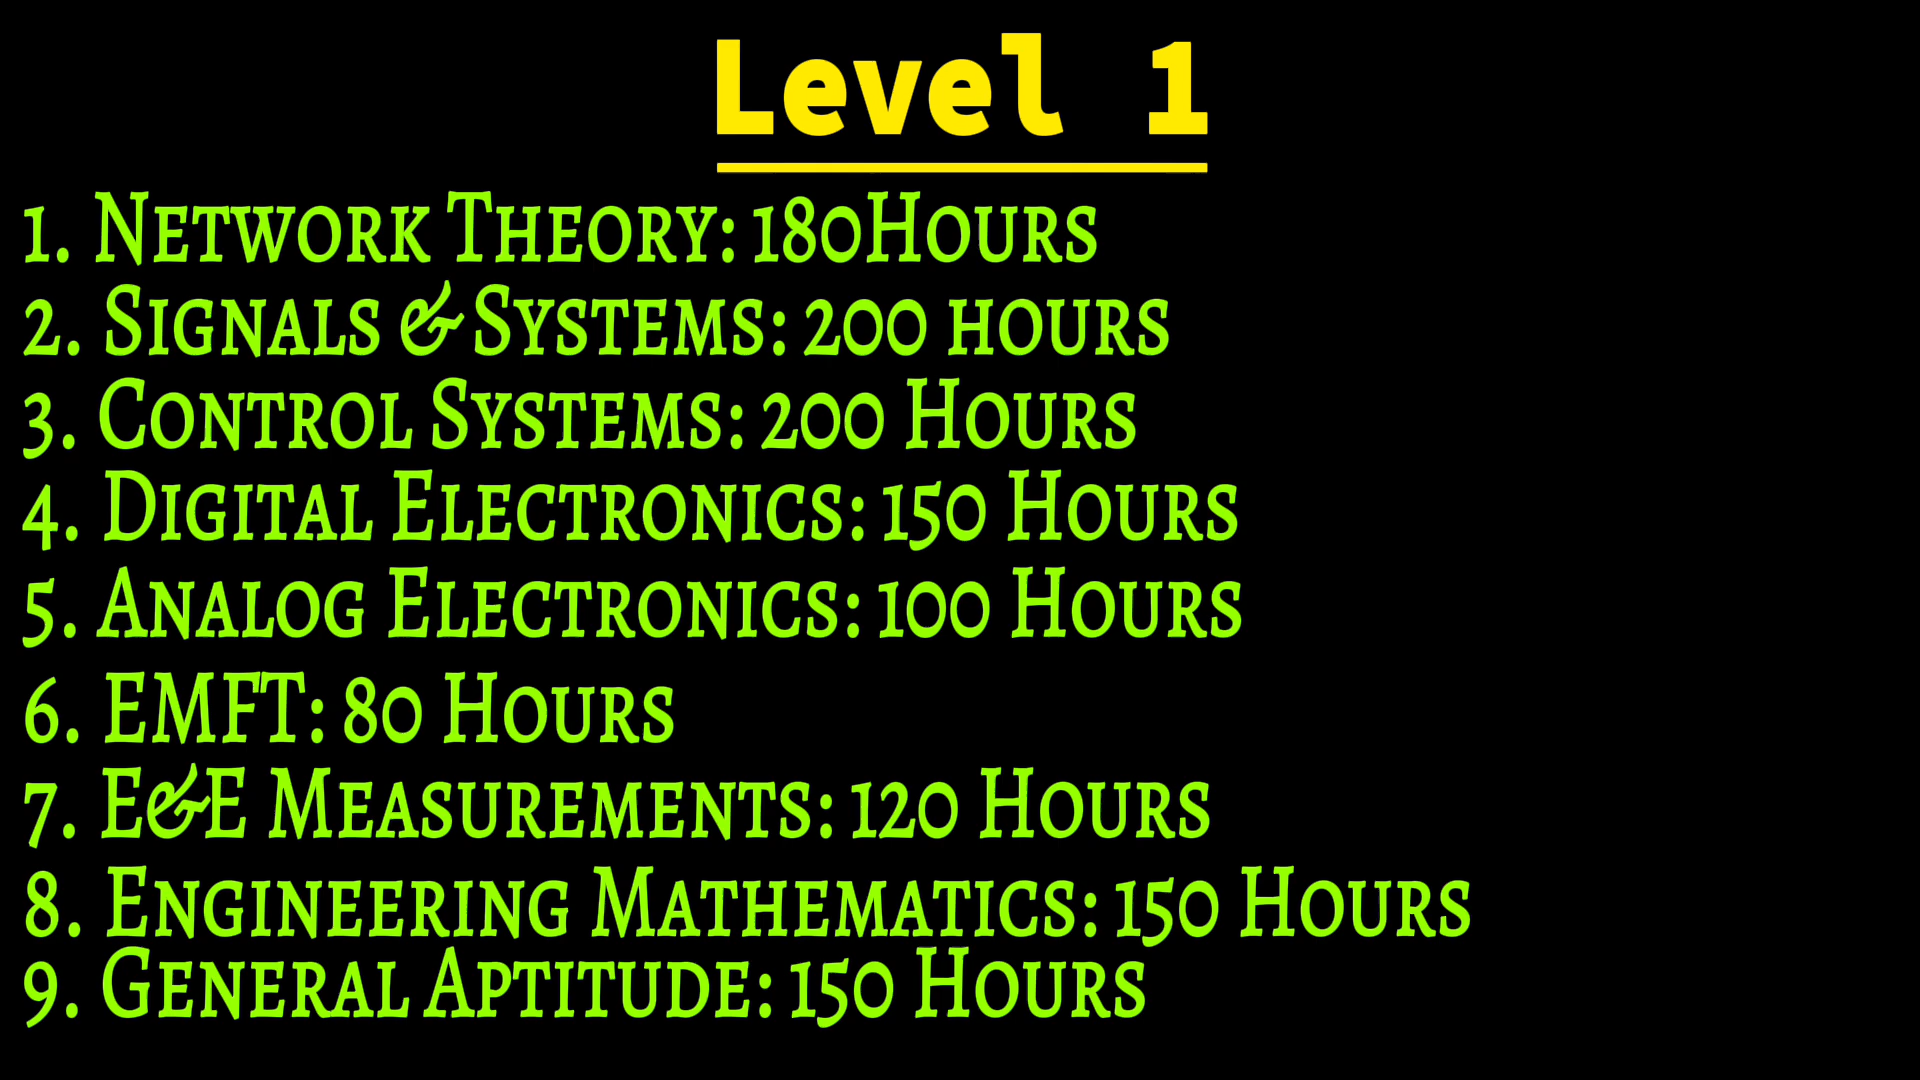 Level 1
1. Network Theory: 180Hours
2. Signals & Systems: 200 hours
3. Control Systems: 200 Hours
4. Digital Electronics: 150 Hours
5. Analog Electronics: 100 Hours
6. EMFT: 80 Hours
7. E&E Measurements: 120 Hours
8. Engineering Mathematics: 150 Hours
9. General Aptitude: 150 Hours